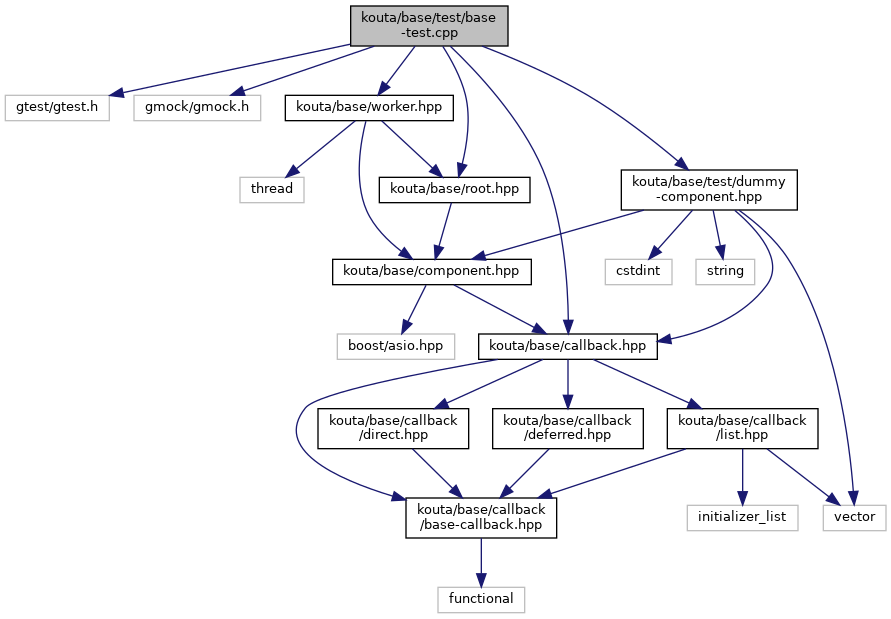 kouta/base/test/base
-test.cpp
gtest/gtest.h
gmock/gmock.h
kouta/base/worker.hpp
thread
kouta/base/root.hpp
kouta/base/test/dummy
-component.hpp
kouta/base/component.hpp
cstdint
string
boost/asio.hpp
kouta/base/callback.hpp
kouta/base/callback
/direct.hpp
kouta/base/callback
/deferred.hpp
kouta/base/callback
/list.hpp
kouta/base/callback
/base-callback.hpp
initializer_list
vector
functional